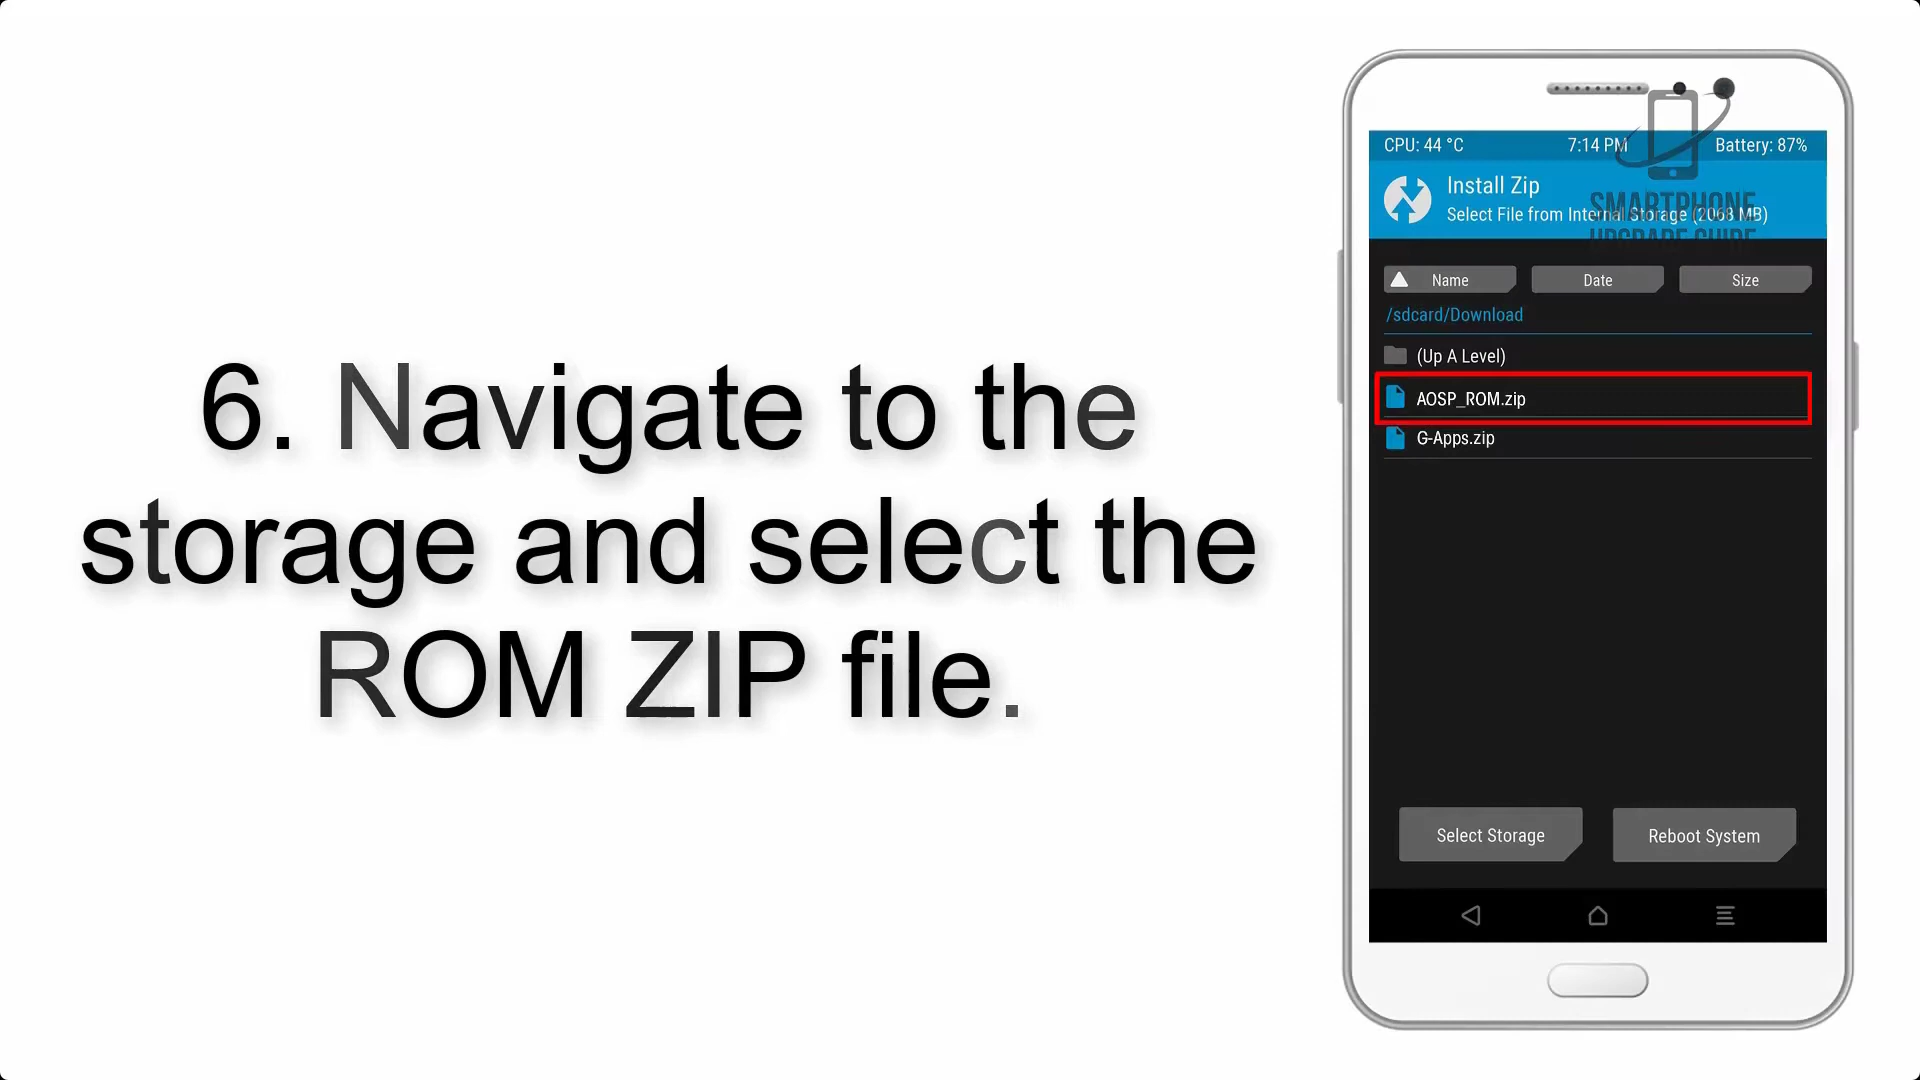 6. Navigate to the
storage and select the
ROM ZIP file.
CPU: 44 °C 7:14 PM Battery: 87%
Install Zip
Select File from Internal Storage (2068 MB)
SMARTPHONE
UPGRADE GUIDE
Name Date Size
/sdcard/Download
(Up A Level)
AOSP_ROM.zip
G-Apps.zip
Select Storage Reboot System